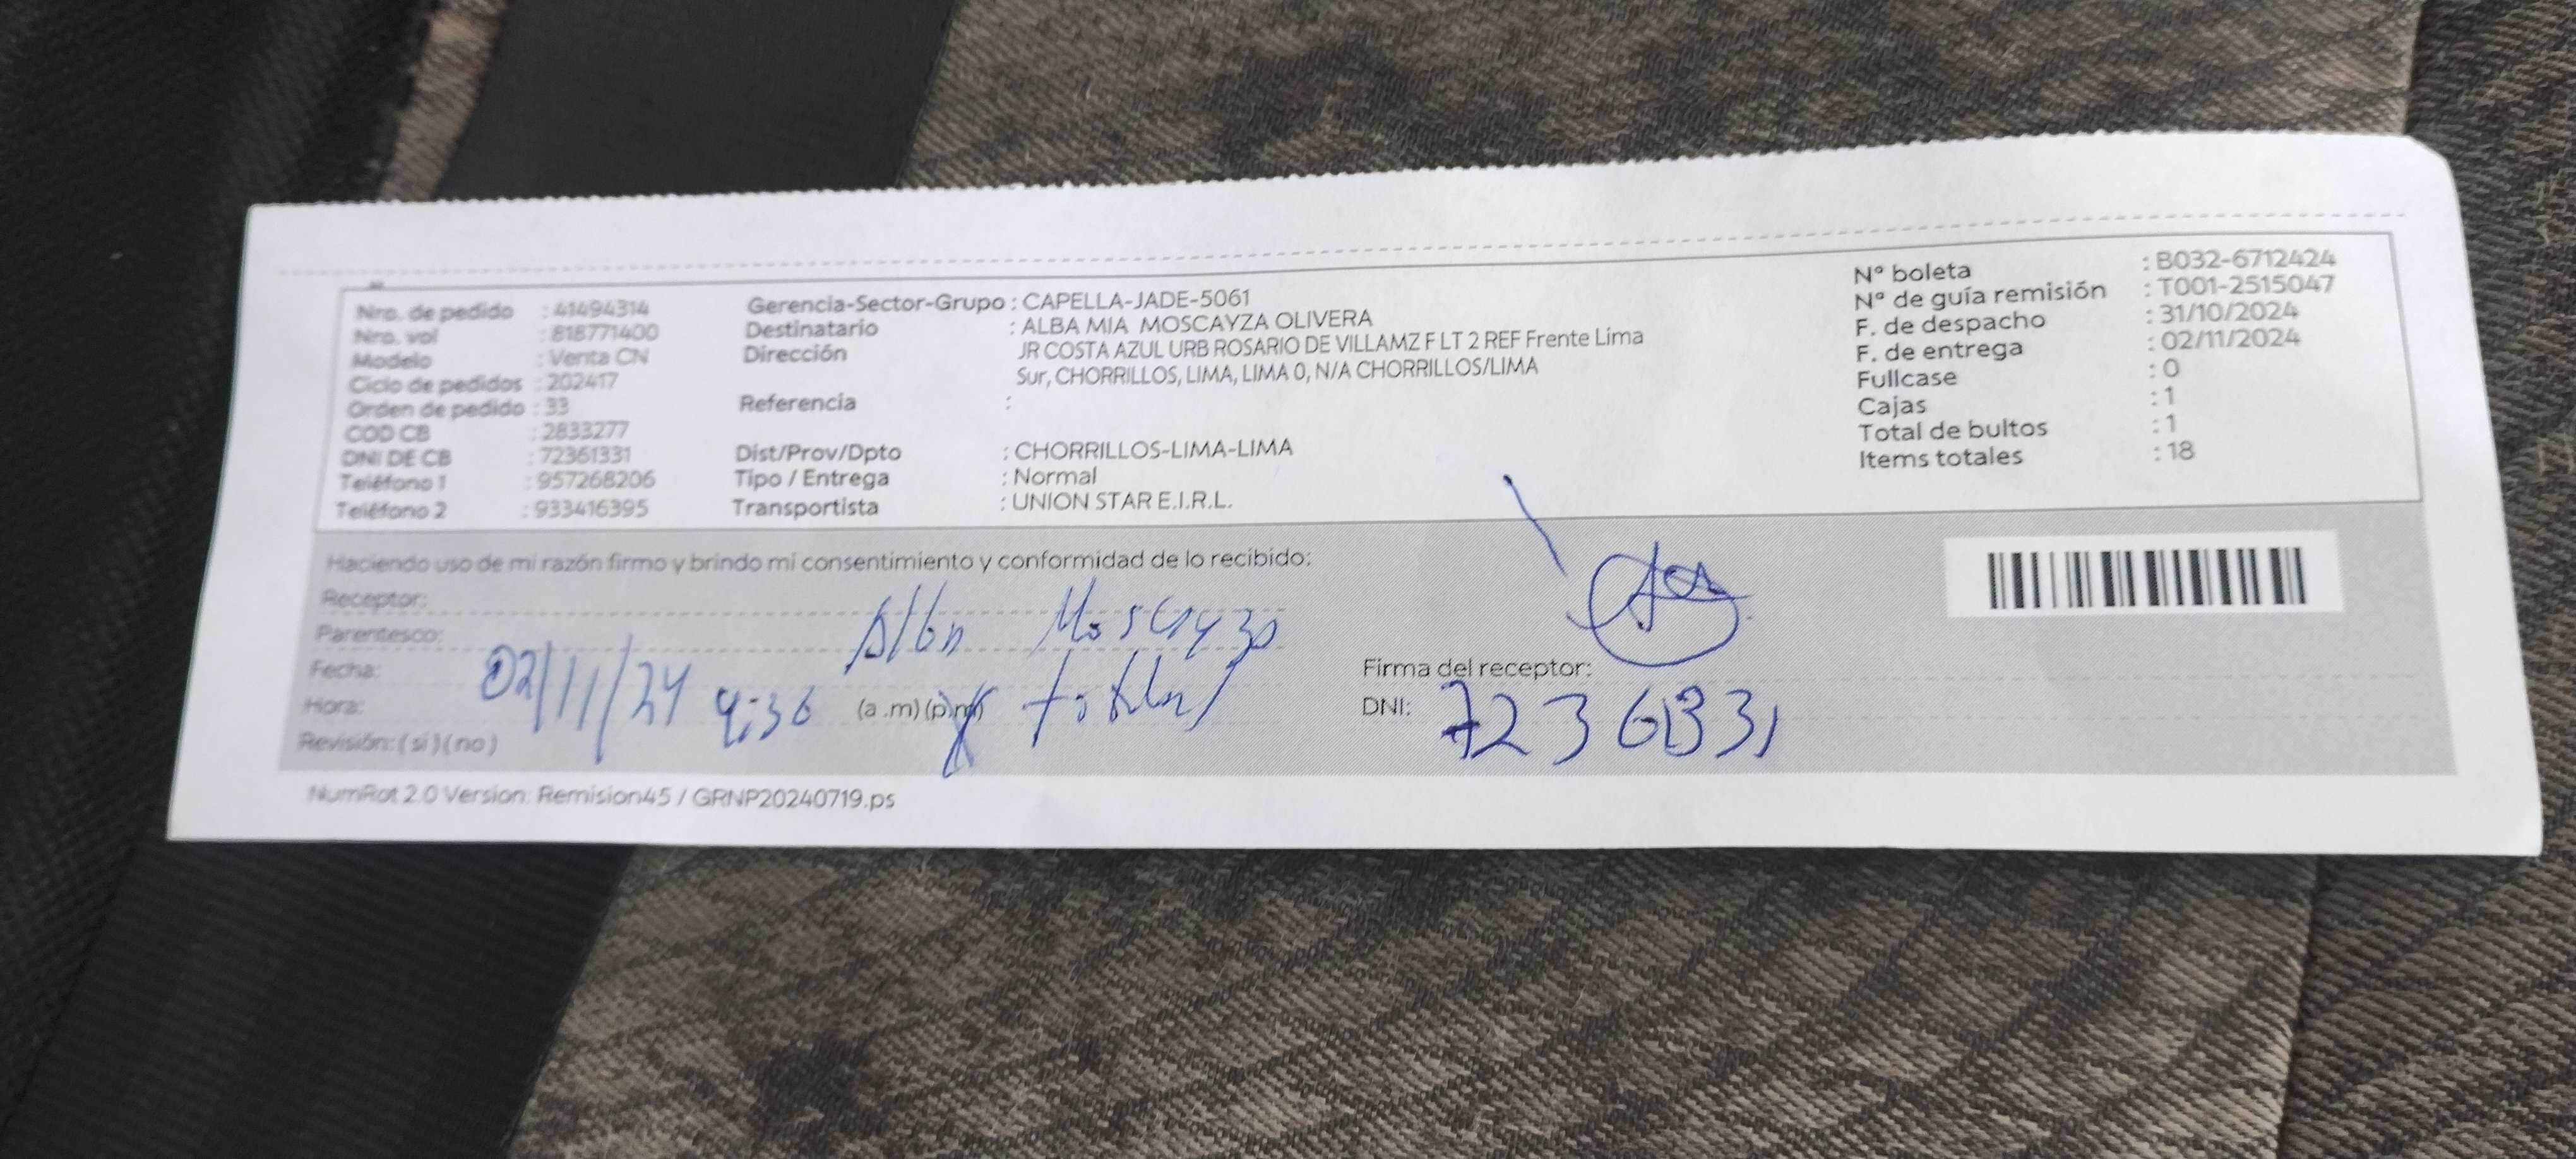 Nro. de pedido : 41494314
Nro. vol : 818771400
Modelo : Venta CN
Ciclo de pedidos : 202417
Orden de pedido : 33
COD CB : 2833277
DNI DE CB : 72361331
Teléfono 1 : 957268206
Teléfono 2 : 933416395
Gerencia-Sector-Grupo : CAPELLA-JADE-5061
Destinatario : ALBA MIA MOSCAYZA OLIVERA
Dirección : JR COSTA AZUL URB ROSARIO DE VILLAMZ F LT 2 REF Frente Lima
Sur, CHORRILLOS, LIMA, LIMA 0, N/A CHORRILLOS/LIMA
Referencia :
Dist/Prov/Dpto : CHORRILLOS-LIMA-LIMA
Tipo / Entrega : Normal
Transportista : UNION STAR E.I.R.L.
N° boleta : B032-6712424
N° de guía remisión : T001-2515047
F. de despacho : 31/10/2024
F. de entrega : 02/11/2024
Fullcase : 0
Cajas : 1
Total de bultos : 1
Items totales : 18
Haciendo uso de mi razón firmo y brindo mi consentimiento y conformidad de lo recibido:
Receptor: Alba Moscayza
Parentesco:
Fecha: 02/11/24
Hora: 9:36 (a .m) (p.m)
Revisión: ( si ) ( no )
Firma del receptor:
DNI: 72361331
NumRot 2.0 Version: Remision45 / GRNP20240719.ps